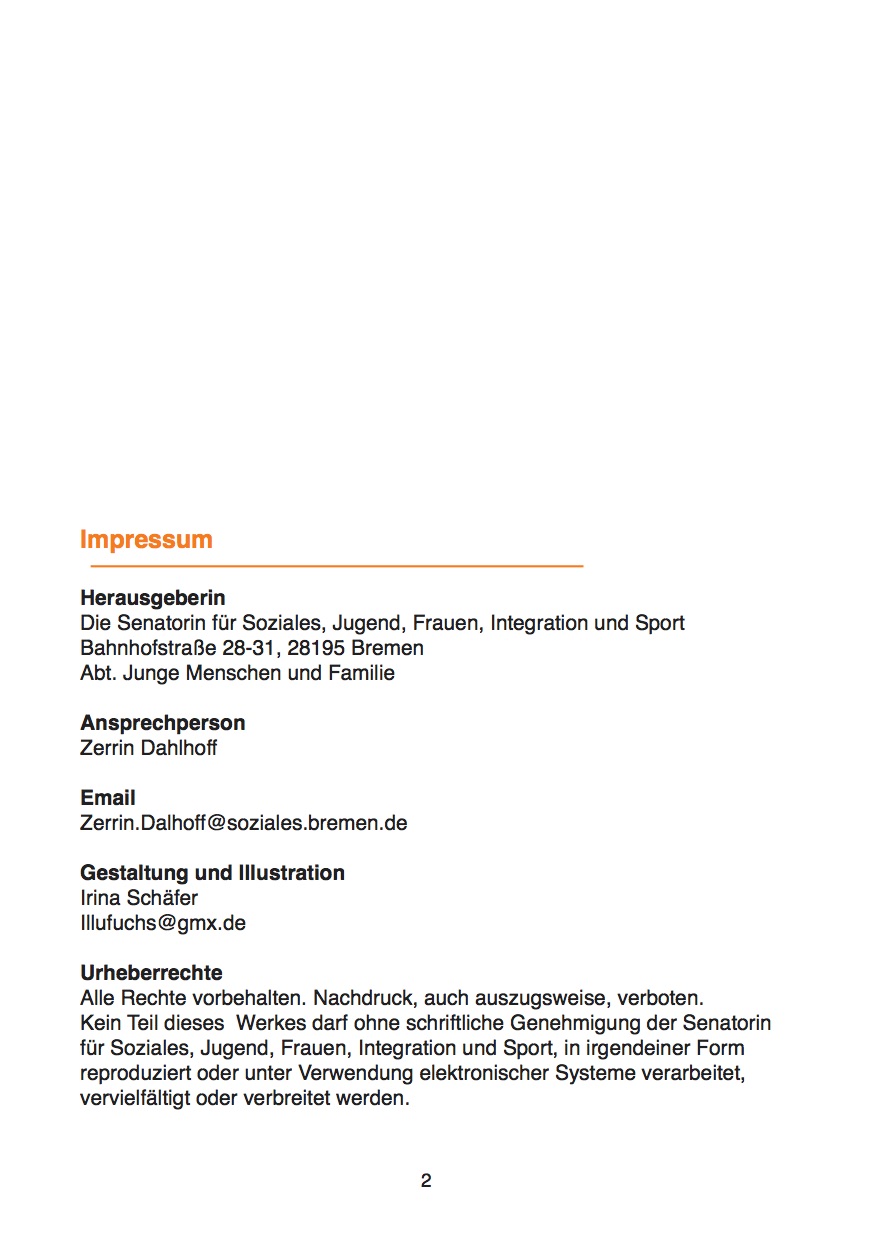 Impressum
Herausgeberin
Die Senatorin für Soziales, Jugend, Frauen, Integration und Sport
Bahnhofstraße 28-31, 28195 Bremen
Abt. Junge Menschen und Familie
Ansprechperson
Zerrin Dahlhoff
Email
Zerrin.Dalhoff@soziales.bremen.de
Gestaltung und Illustration
Irina Schäfer
Illufuchs@gmx.de
Urheberrechte
Alle Rechte vorbehalten. Nachdruck, auch auszugsweise, verboten.
Kein Teil dieses  Werkes darf ohne schriftliche Genehmigung der Senatorin
für Soziales, Jugend, Frauen, Integration und Sport, in irgendeiner Form
reproduziert oder unter Verwendung elektronischer Systeme verarbeitet,
vervielfältigt oder verbreitet werden.
2